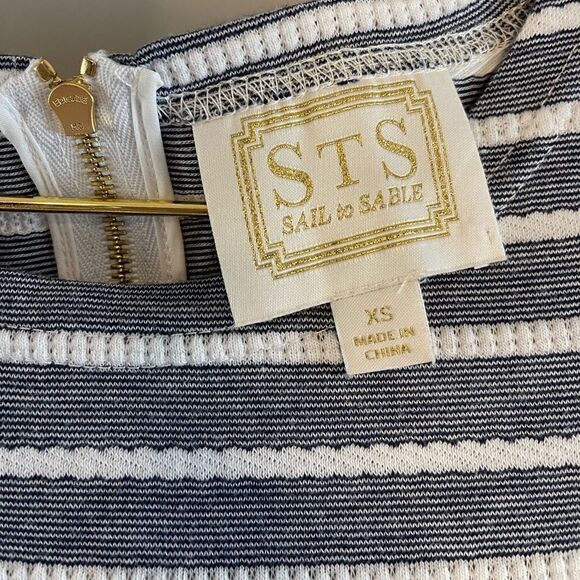 STS
SAIL to SABLE
XS
MADE IN
CHINA